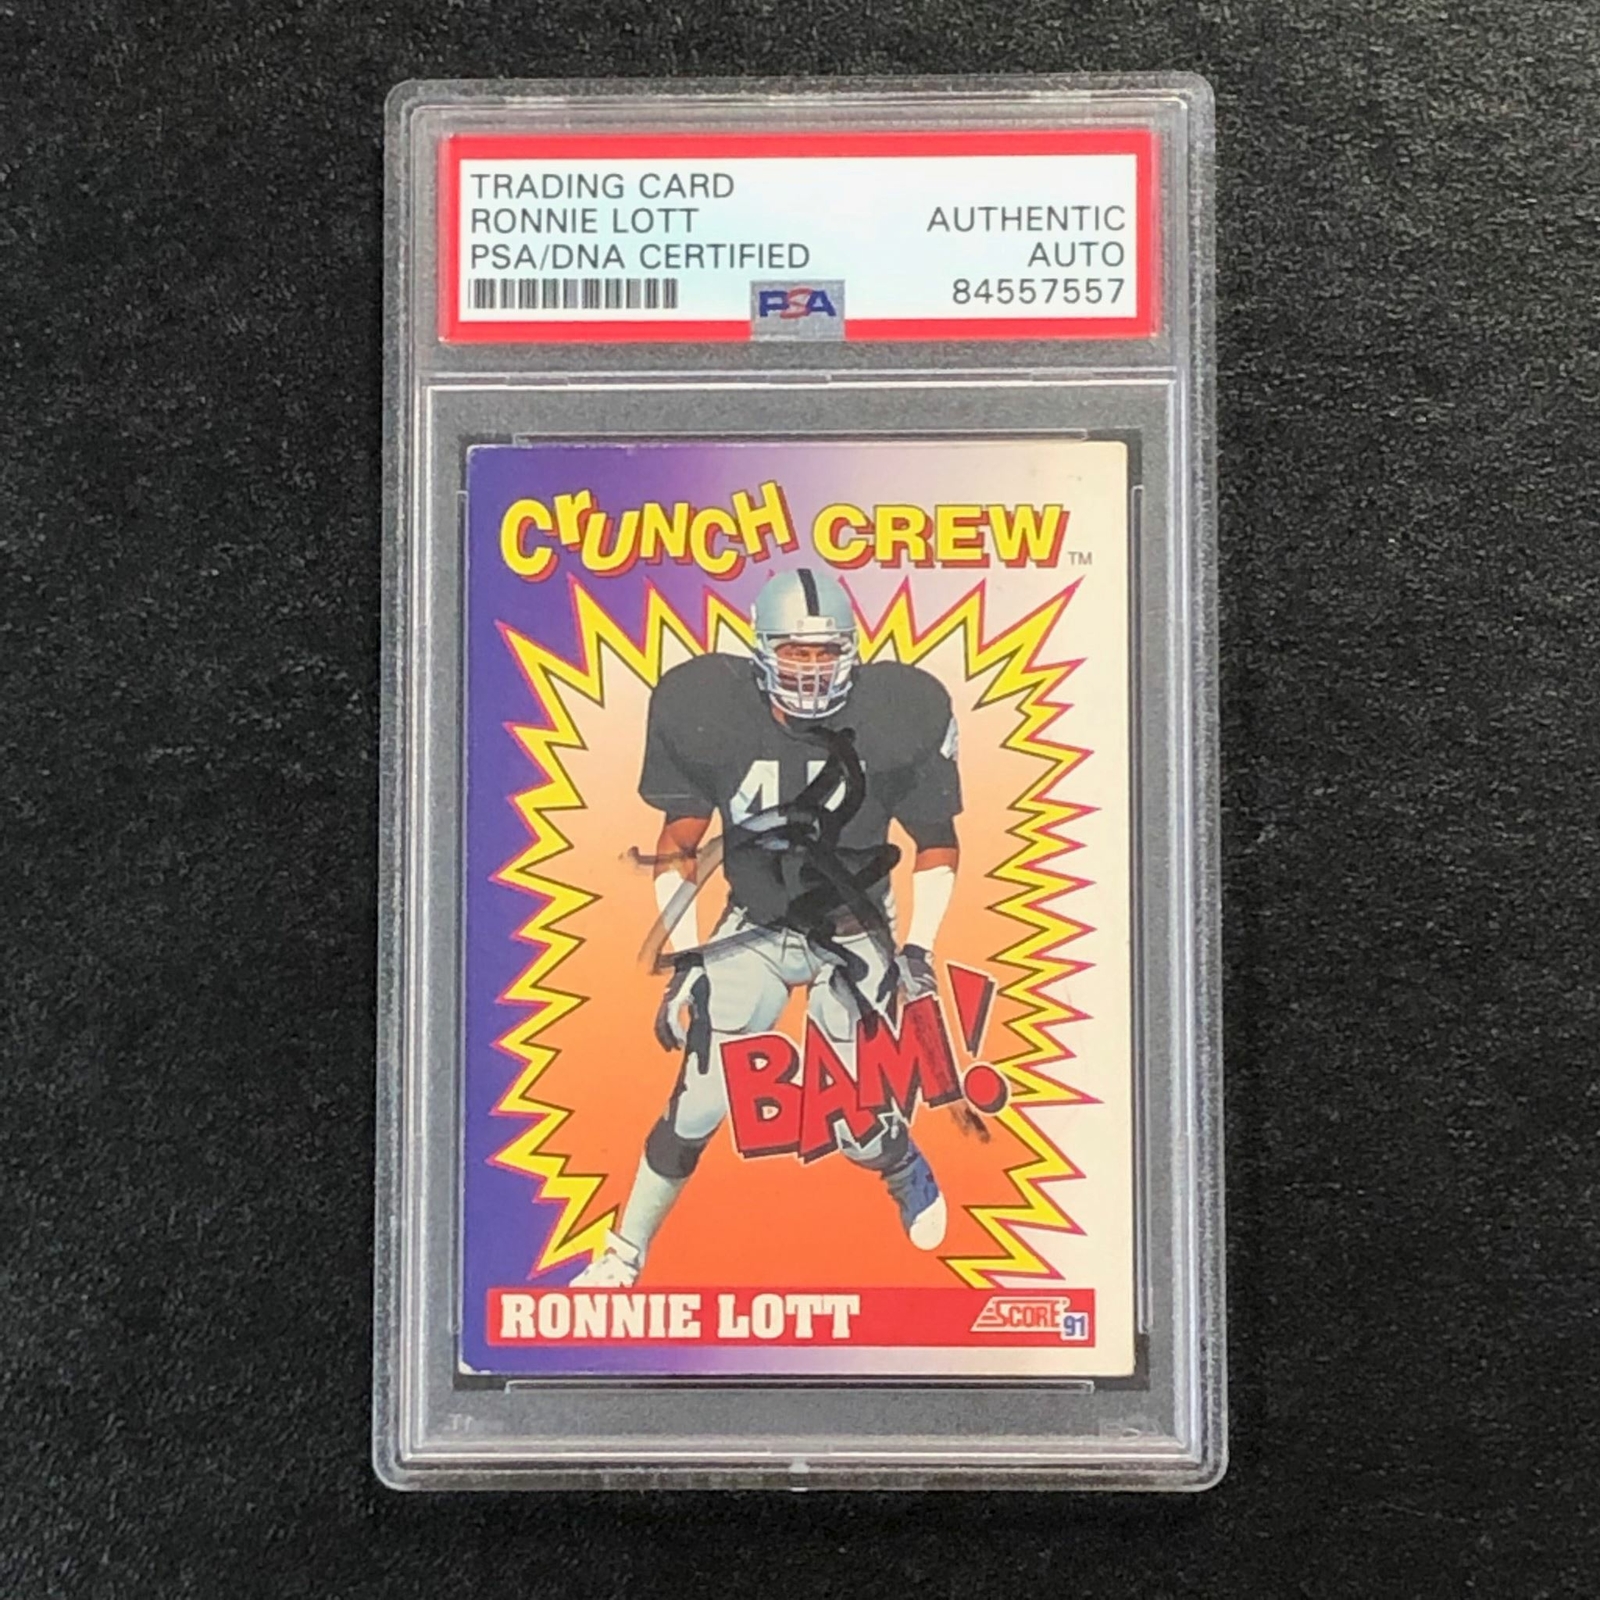 TRADING CARD
RONNIE LOTT AUTHENTIC
PSA/DNA CERTIFIED AUTO
PSA 84557557
CrUNCH CREW TM
BAM!
RONNIE LOTT SCORE 91